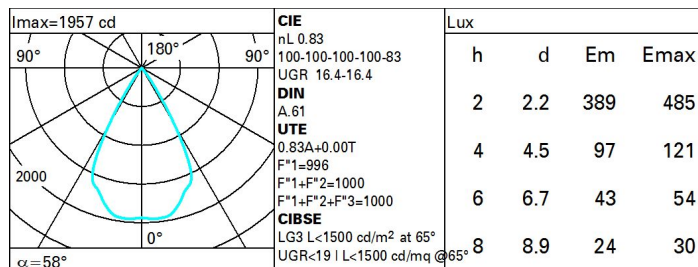 Imax=1957 cd
90°
180°
90°
2000
0°
α=58°
CIE
nL 0.83
100-100-100-100-83
UGR 16.4-16.4
DIN
A.61
UTE
0.83A+0.00T
F"1=996
F"1+F"2=1000
F"1+F"2+F"3=1000
CIBSE
LG3 L<1500 cd/m² at 65°
UGR<19 | L<1500 cd/mq @65°
Lux
h d Em Emax
2 2.2 389 485
4 4.5 97 121
6 6.7 43 54
8 8.9 24 30